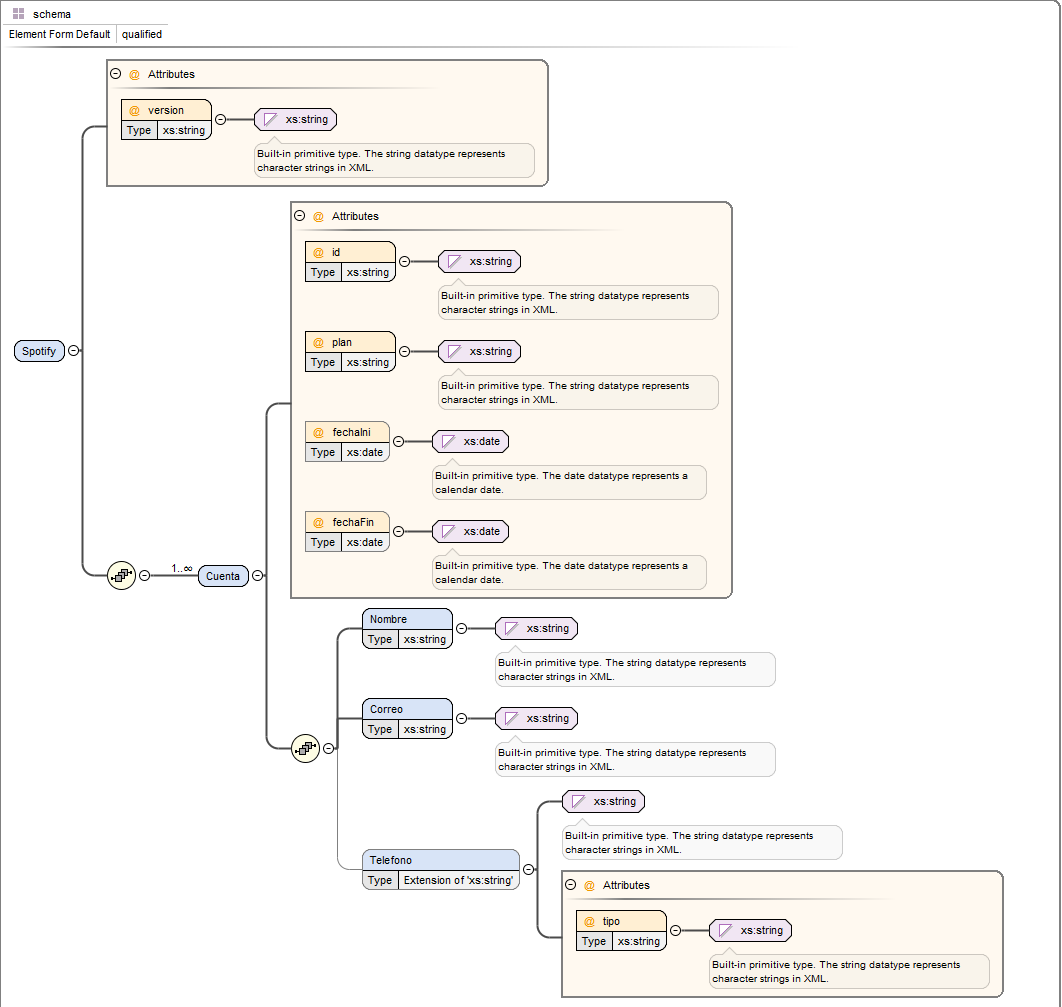 schema
Element Form Default qualified
Attributes
version
Type xs:string
xs:string
Built-in primitive type. The string datatype represents
character strings in XML.
Attributes
id
Type xs:string
xs:string
Built-in primitive type. The string datatype represents
character strings in XML.
Spotify
plan
Type xs:string
xs:string
Built-in primitive type. The string datatype represents
character strings in XML.
fechaIni
Type xs:date
xs:date
Built-in primitive type. The date datatype represents a
calendar date.
fechaFin
Type xs:date
xs:date
Built-in primitive type. The date datatype represents a
calendar date.
1..∞
Cuenta
Nombre
Type xs:string
xs:string
Built-in primitive type. The string datatype represents
character strings in XML.
Correo
Type xs:string
xs:string
Built-in primitive type. The string datatype represents
character strings in XML.
xs:string
Built-in primitive type. The string datatype represents
character strings in XML.
Telefono
Type Extension of 'xs:string'
Attributes
tipo
Type xs:string
xs:string
Built-in primitive type. The string datatype represents
character strings in XML.